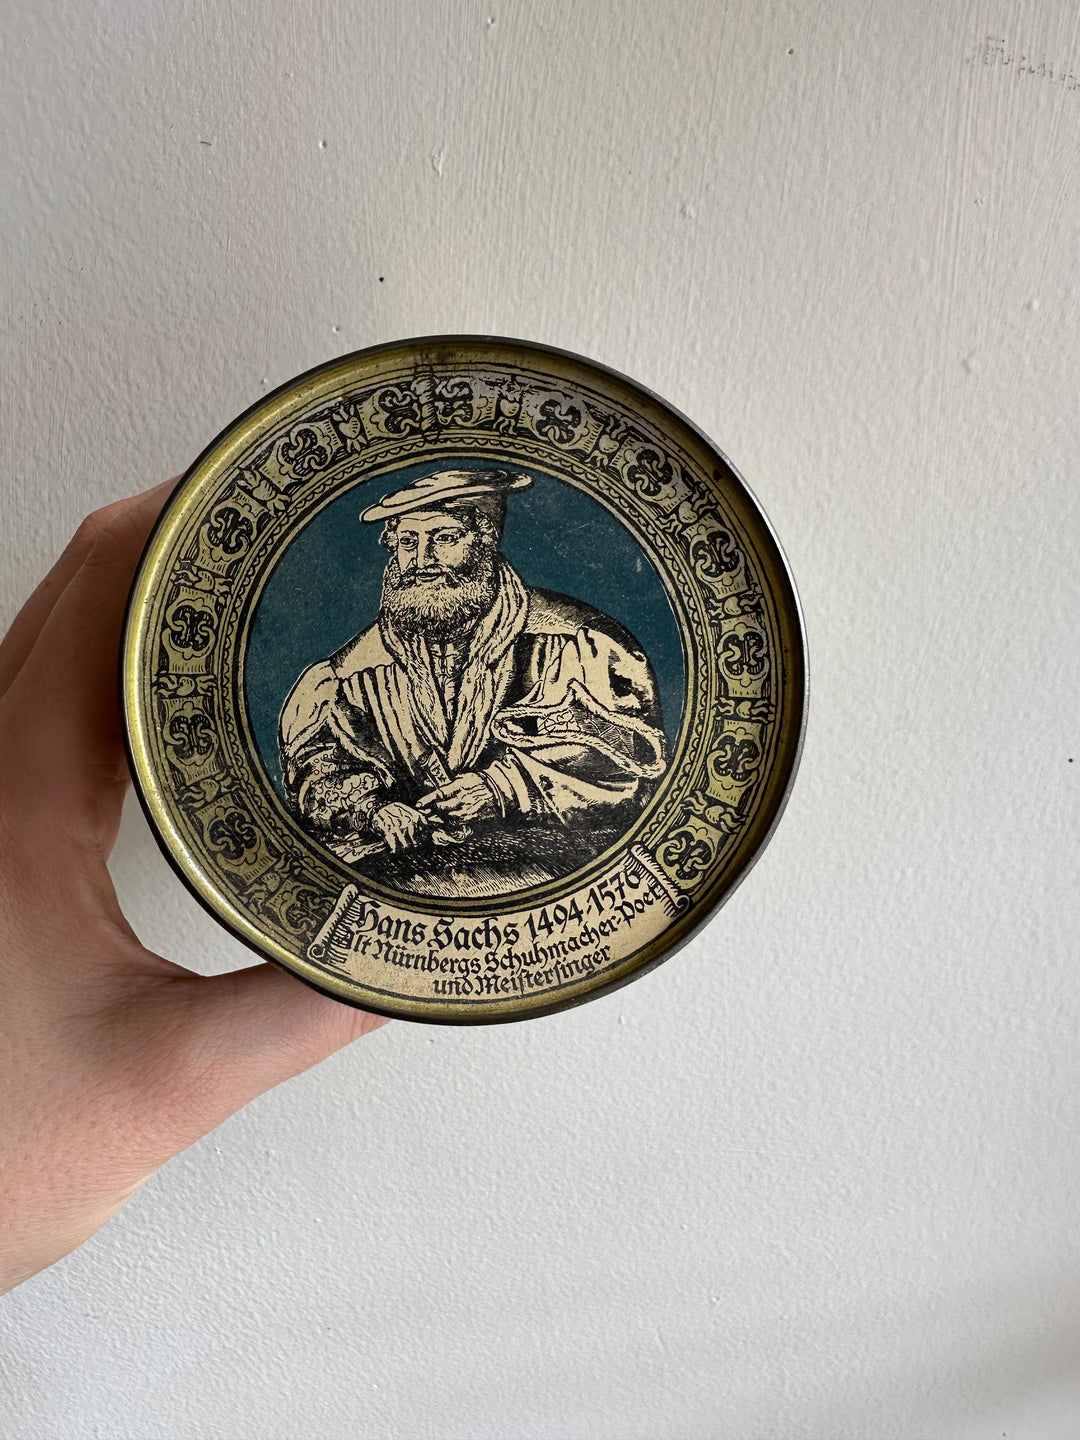 Hans Sachs 1494-1576
Alt Nürnbergs Schuhmacher-Poet
und Meiſterſinger